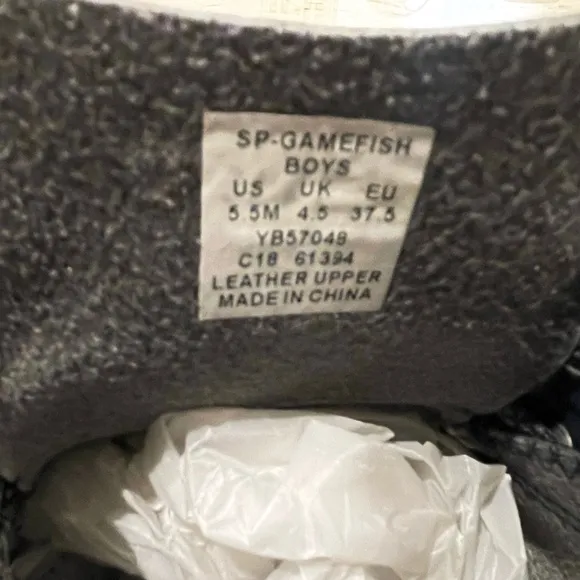 SP-GAMEFISH
BOYS
US UK EU
5.5M 4.5 37.5
YB57049
C18 61394
LEATHER UPPER
MADE IN CHINA